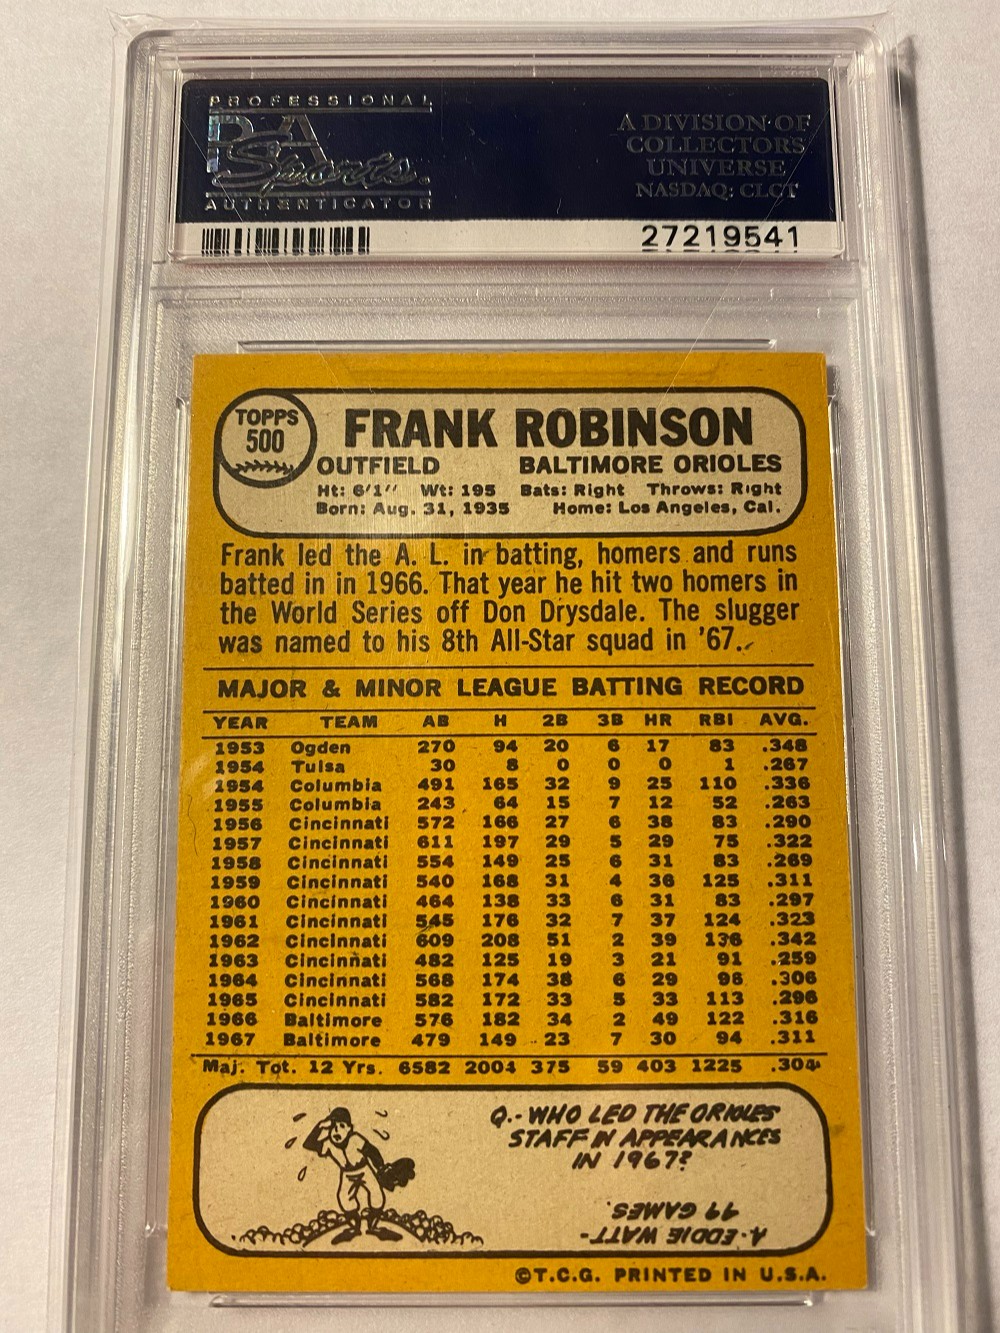 PROFESSIONAL
PSA
Sports
AUTHENTICATOR
A DIVISION OF
COLLECTORS
UNIVERSE
NASDAQ: CLCT
27219541
TOPPS
500
FRANK ROBINSON
OUTFIELD BALTIMORE ORIOLES
Ht: 6'1" Wt: 195 Bats: Right Throws: Right
Born: Aug. 31, 1935 Home: Los Angeles, Cal.
Frank led the A. L. in batting, homers and runs
batted in in 1966. That year he hit two homers in
the World Series off Don Drysdale. The slugger
was named to his 8th All-Star squad in '67.
MAJOR & MINOR LEAGUE BATTING RECORD
YEAR TEAM AB H 2B 3B HR RBI AVG.
1953 Ogden 270 94 20 6 17 83 .348
1954 Tulsa 30 8 0 0 0 1 .267
1954 Columbia 491 165 32 9 25 110 .336
1955 Columbia 243 64 15 7 12 52 .263
1956 Cincinnati 572 166 27 6 38 83 .290
1957 Cincinnati 611 197 29 5 29 75 .322
1958 Cincinnati 554 149 25 6 31 83 .269
1959 Cincinnati 540 168 31 4 36 125 .311
1960 Cincinnati 464 138 33 6 31 83 .297
1961 Cincinnati 545 176 32 7 37 124 .323
1962 Cincinnati 609 208 51 2 39 136 .342
1963 Cincinnati 482 125 19 3 21 91 .259
1964 Cincinnati 568 174 38 6 29 96 .306
1965 Cincinnati 582 172 33 5 33 113 .296
1966 Baltimore 576 182 34 2 49 122 .316
1967 Baltimore 479 149 23 7 30 94 .311
Maj. Tot. 12 Yrs. 6582 2004 375 59 403 1225 .304
Q.- WHO LED THE ORIOLES
STAFF IN APPEARANCES
IN 1967?
A.- EDDIE WATT -
49 GAMES.
©T.C.G. PRINTED IN U.S.A.